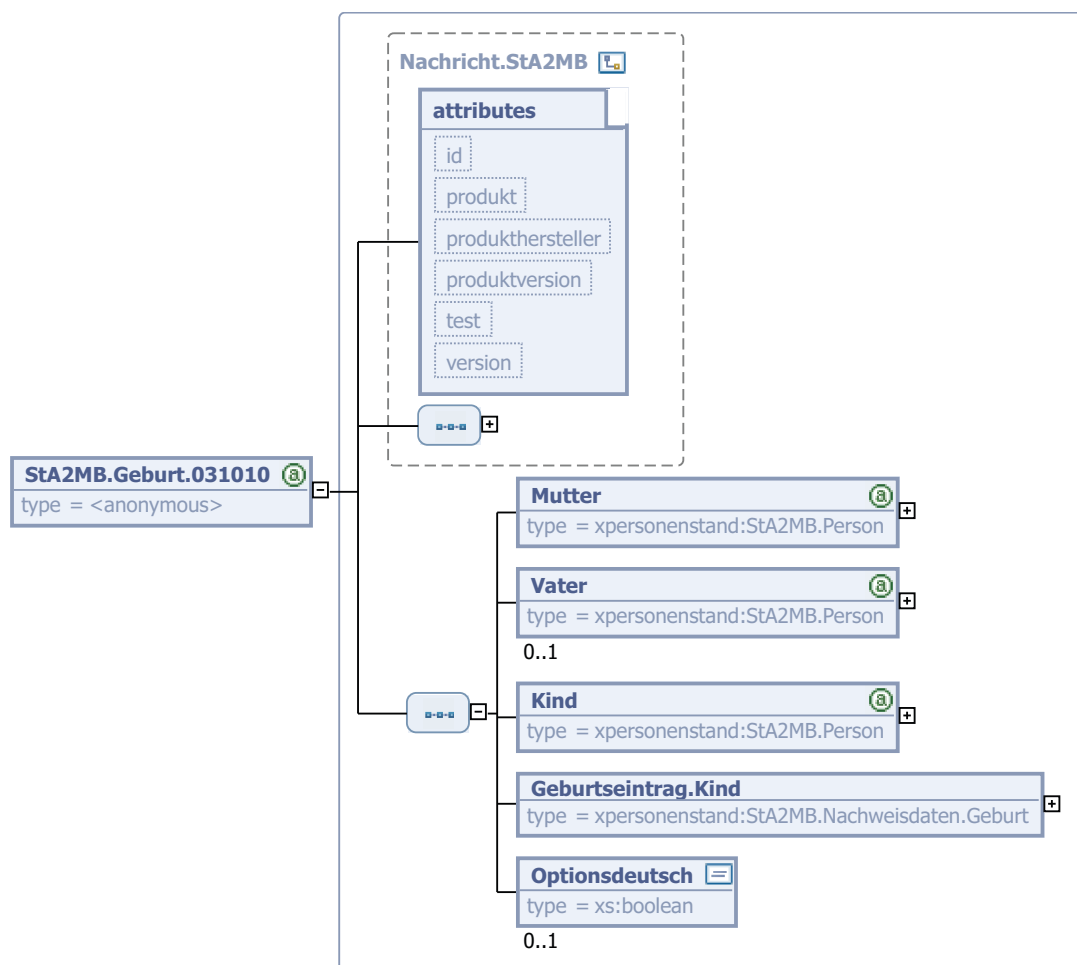 Nachricht.StA2MB
attributes
id
produkt
produkthersteller
produktversion
test
version
StA2MB.Geburt.031010
type = <anonymous>
Mutter
type = xpersonenstand:StA2MB.Person
Vater
type = xpersonenstand:StA2MB.Person
0..1
Kind
type = xpersonenstand:StA2MB.Person
Geburtseintrag.Kind
type = xpersonenstand:StA2MB.Nachweisdaten.Geburt
Optionsdeutsch
type = xs:boolean
0..1